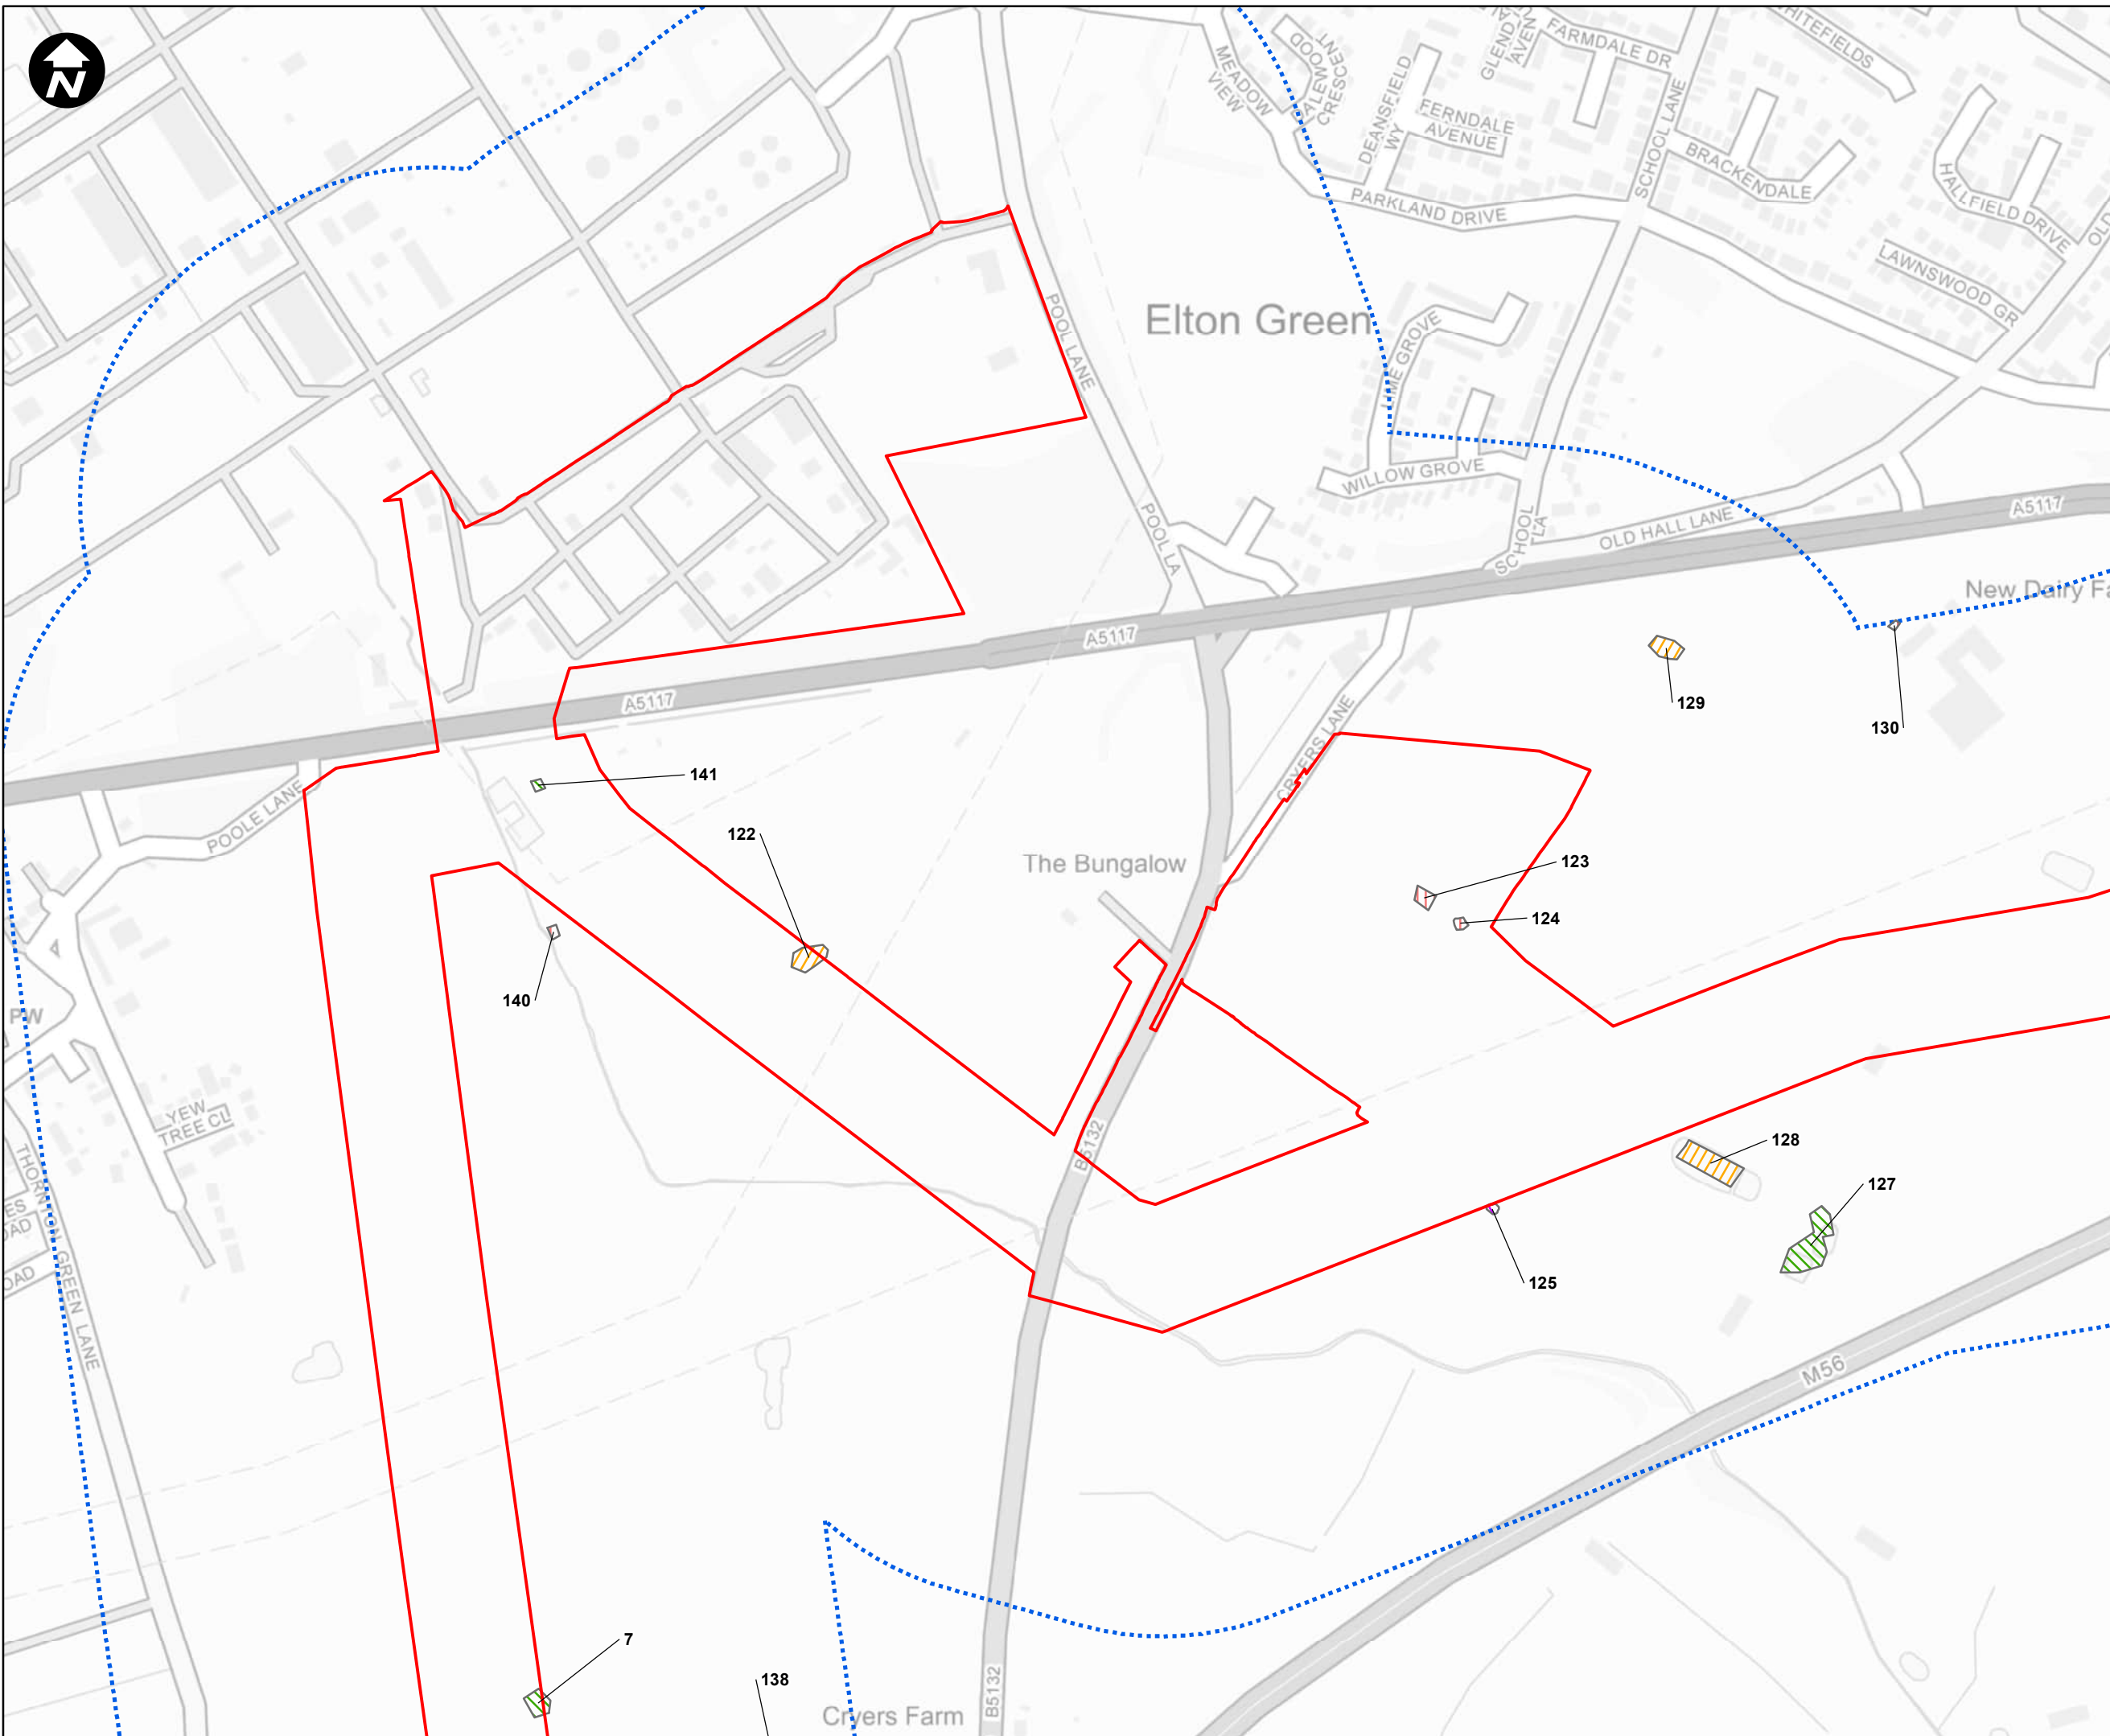 N
MEADOW
VIEW
CRESCENT
DEANSFIELD
WY
FERNDALE
AVENUE
FARMDALE DR
SCHOOL LANE
BRACKENDALE
HALLFIELD DRIVE
LAWNSWOOD GR
PARKLAND DRIVE
Elton Green
POOL LANE
LIME GROVE
WILLOW GROVE
POOL LA
SCHOOL
LA
OLD HALL LANE
A5117
A5117
A5117
New Dairy
129
130
141
122
POOLE LANE
CRYERS LANE
The Bungalow
123
124
140
PW
YEW
TREE CL
THORNTON GREEN LANE
B5132
128
127
125
M56
7
138
B5132
Cryers Farm